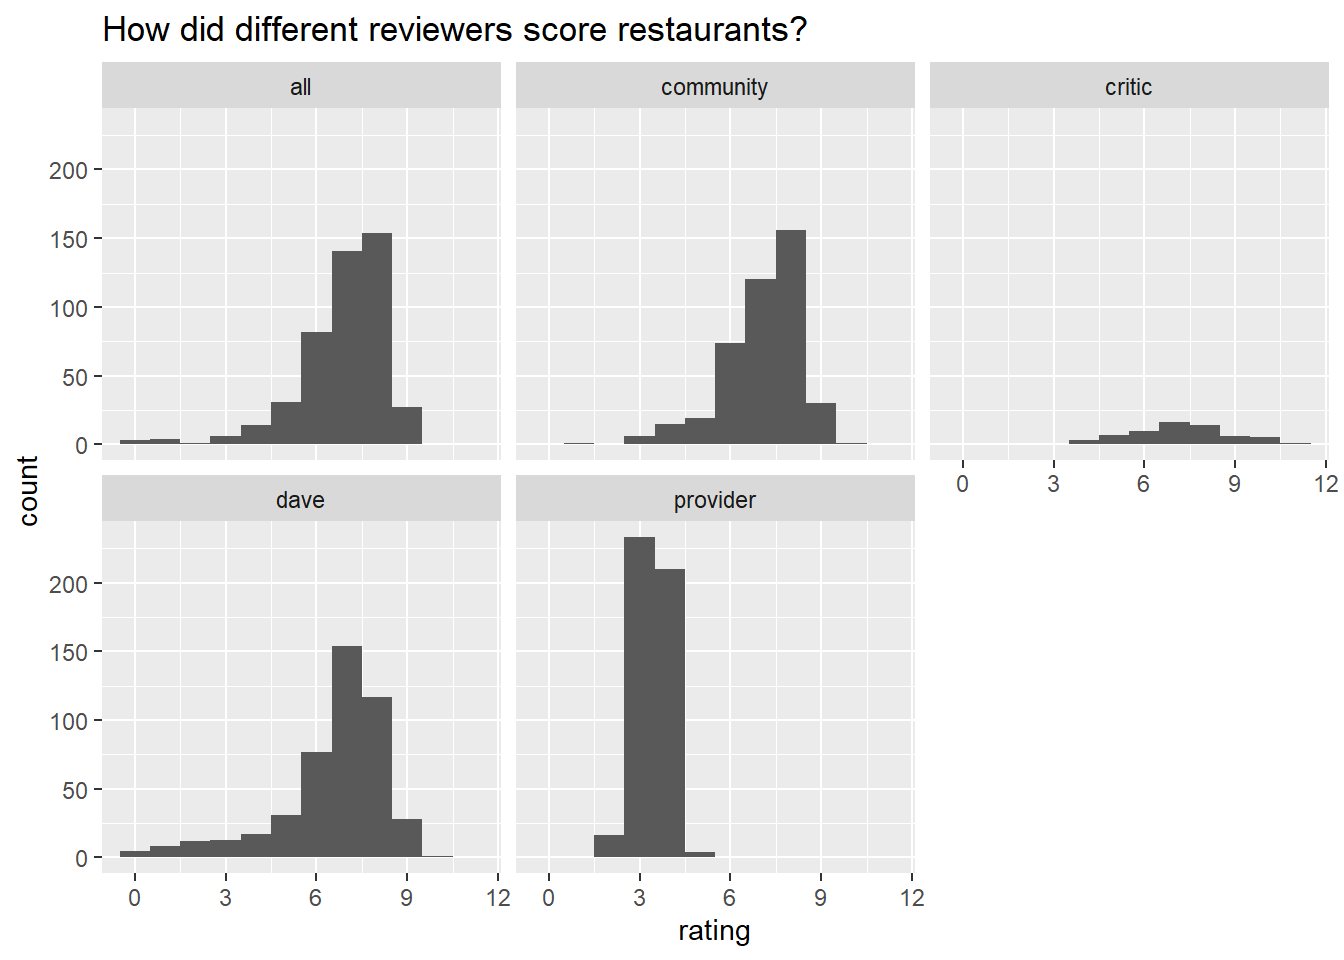 How did different reviewers score restaurants?
all
community
critic
200
150
100
50
0
0 3 6 9 12
count
dave
provider
200
150
100
50
0
0 3 6 9 12
0 3 6 9 12
rating